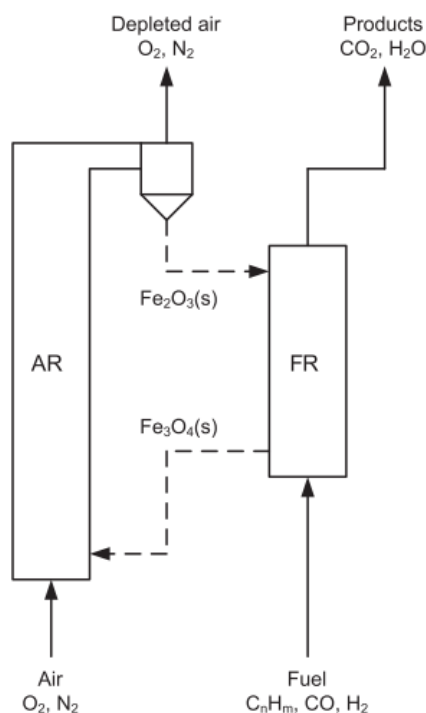 Depleted air
O₂, N₂
Products
CO₂, H₂O
Fe₂O₃(s)
AR
FR
Fe₃O₄(s)
Air
O₂, N₂
Fuel
CₙHₘ, CO, H₂